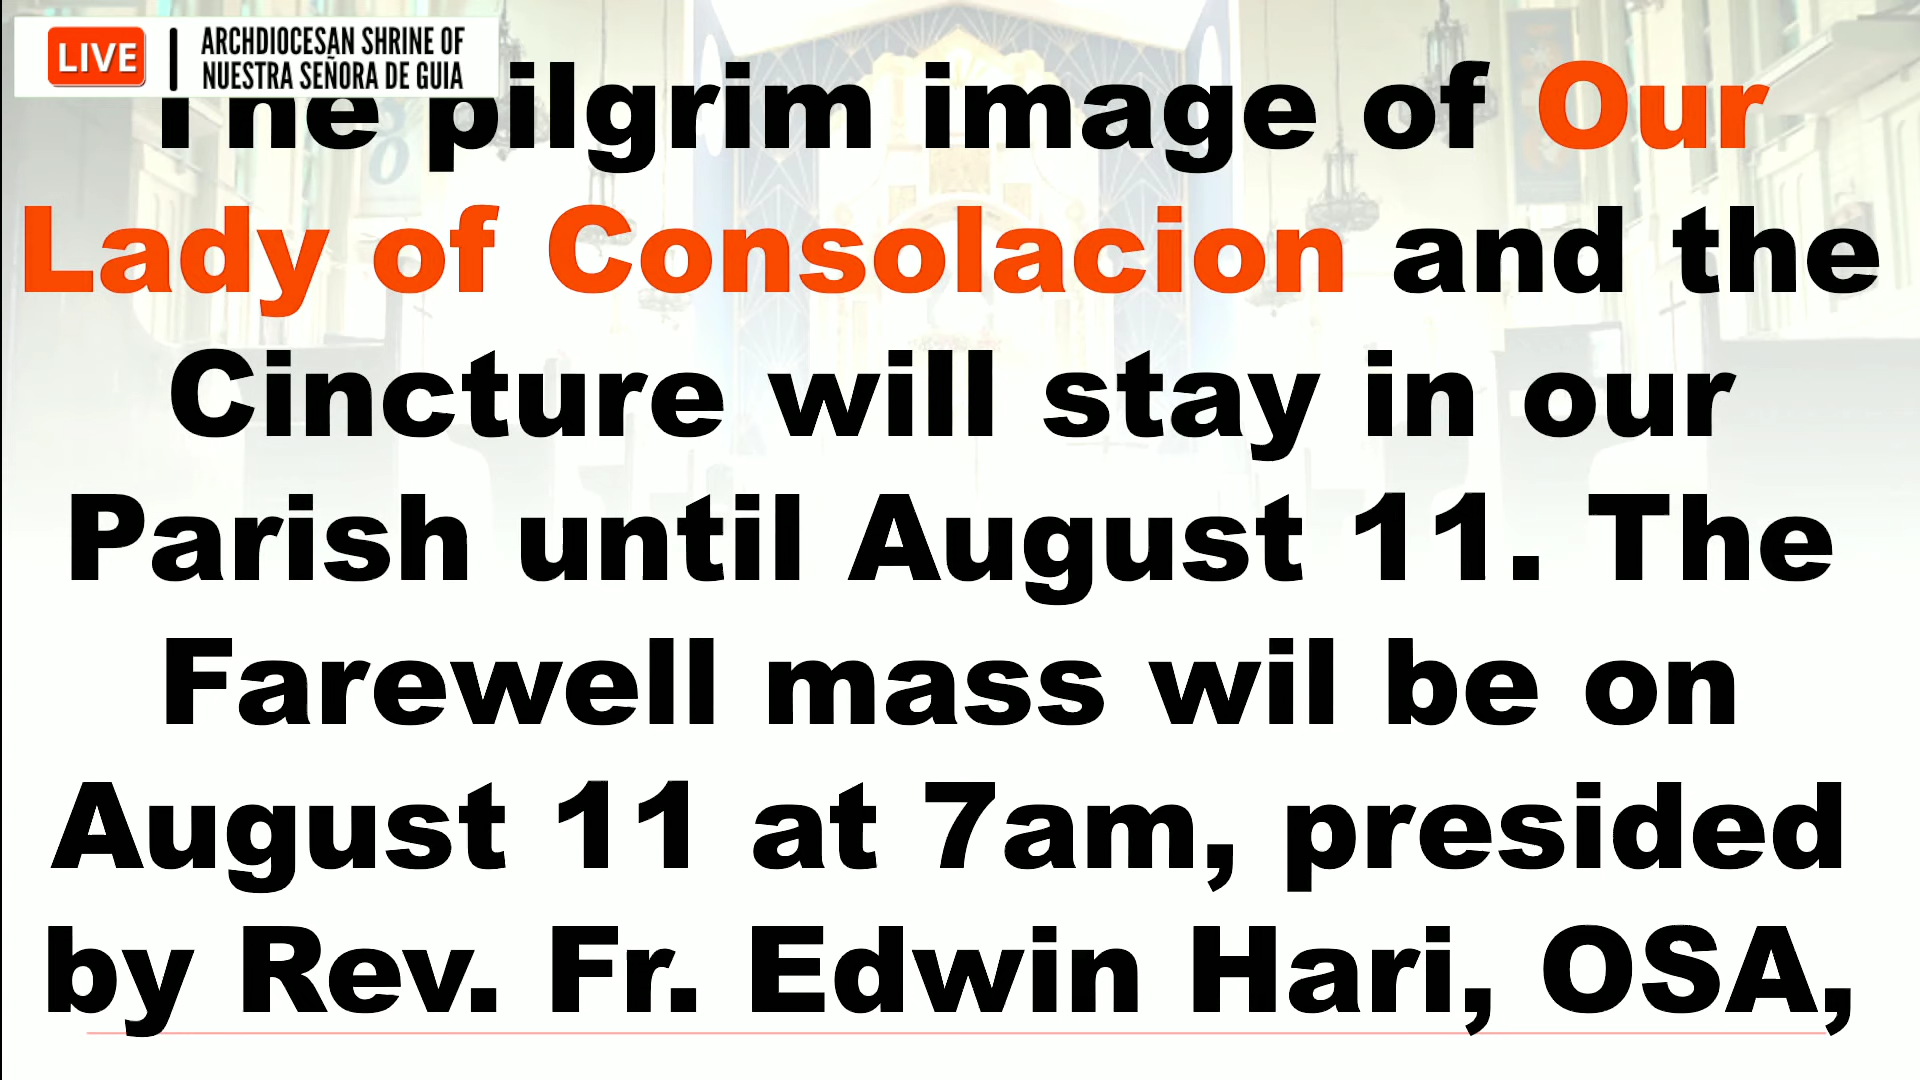 LIVE
ARCHDIOCESAN SHRINE OF
NUESTRA SEÑORA DE GUIA
The pilgrim image of Our
Lady of Consolacion and the
Cincture will stay in our
Parish until August 11. The
Farewell mass wil be on
August 11 at 7am, presided
by Rev. Fr. Edwin Hari, OSA,